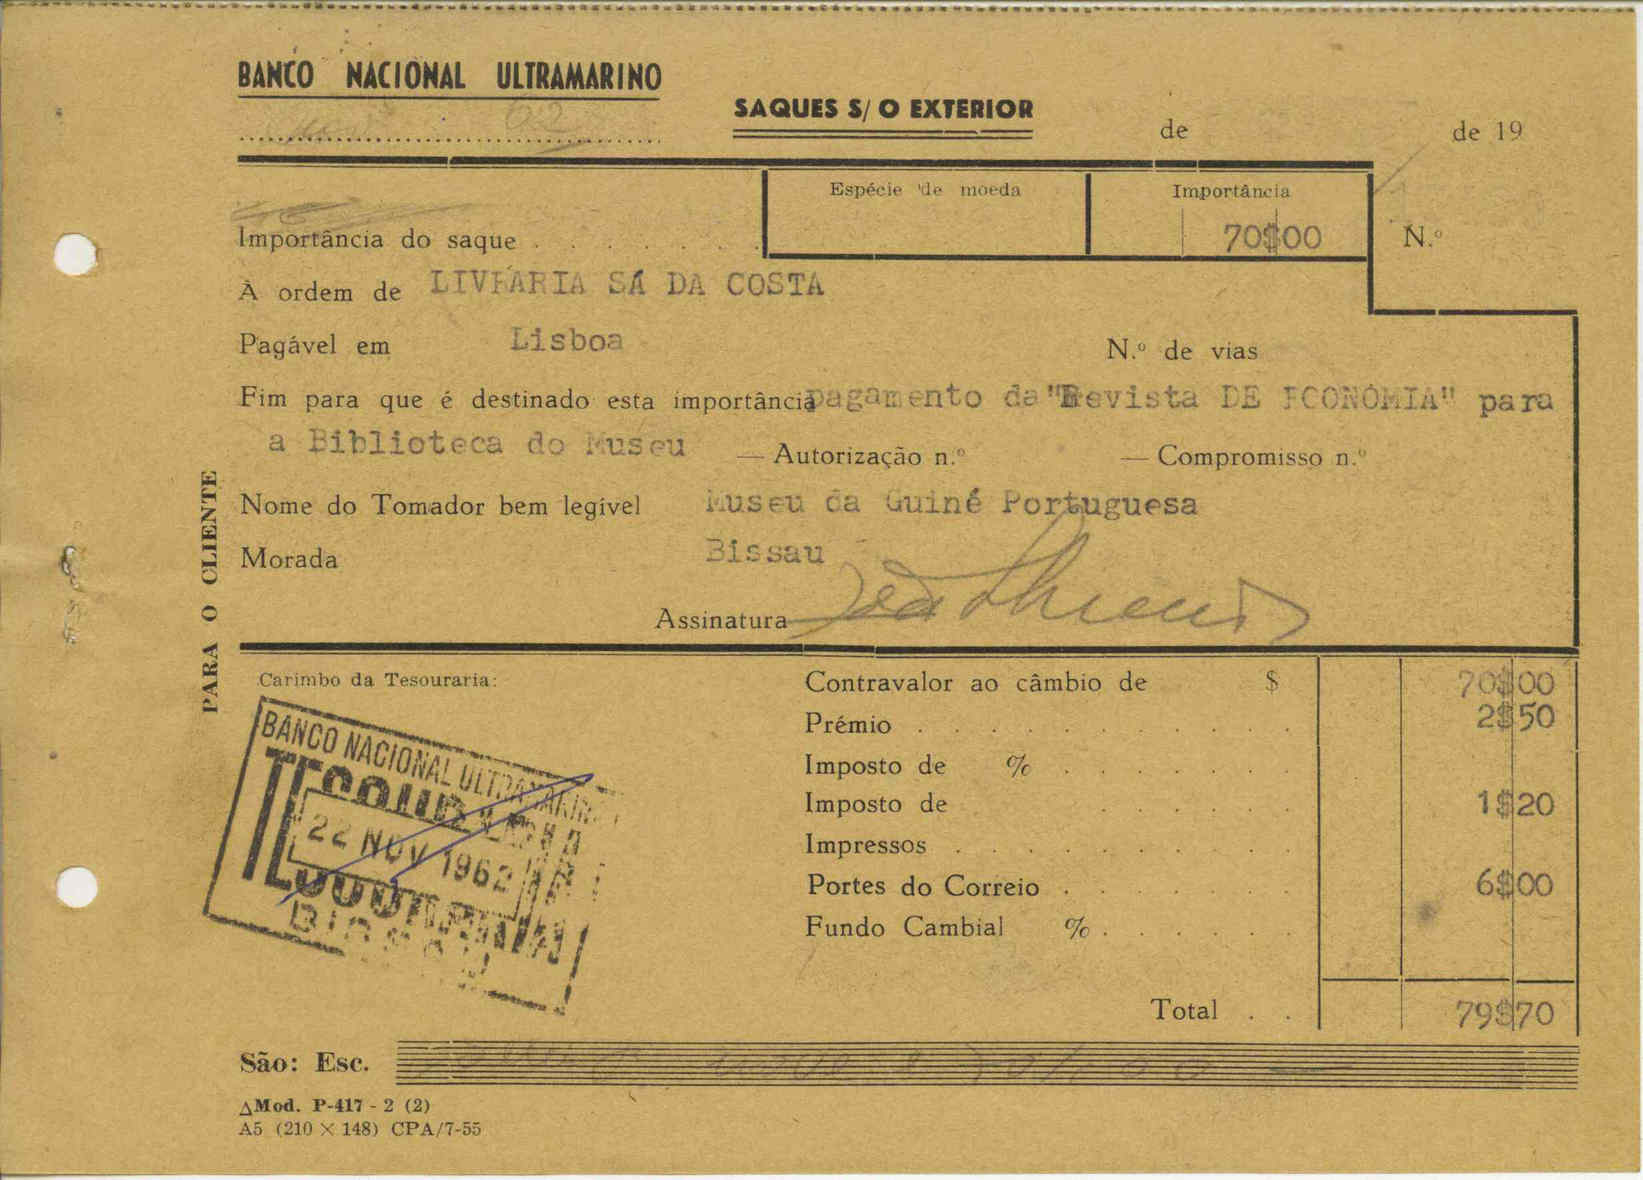 BANCO NACIONAL ULTRAMARINO
SAQUES S/ O EXTERIOR
de de 19
Espécie de moeda Importância
Importância do saque . . . . . . . 70$00 N.º
À ordem de LIVRARIA SÁ DA COSTA
Pagável em Lisboa N.º de vias
Fim para que é destinado esta importância pagamento da "Revista DE ECONOMIA" para
a Biblioteca do Museu — Autorização n.º — Compromisso n.º
Nome do Tomador bem legível Museu da Guiné Portuguesa
Morada Bissau
Assinatura
PARA O CLIENTE
Carimbo da Tesouraria:
BANCO NACIONAL ULTRAMARINO
TESOURARIA
22 NOV 1962
TESOURARIA
BISSAU
Contravalor ao câmbio de $ 70$00
Prémio . . . . . . . . . . 2$50
Imposto de % . . . . . . .
Imposto de . . . . . 1$20
Impressos . . . . . . . . .
Portes do Correio . . . . . . . 6$00
Fundo Cambial % . . . . . .
Total . . 79$70
São: Esc.
△Mod. P-417 - 2 (2)
A5 (210 × 148) CPA/7-55